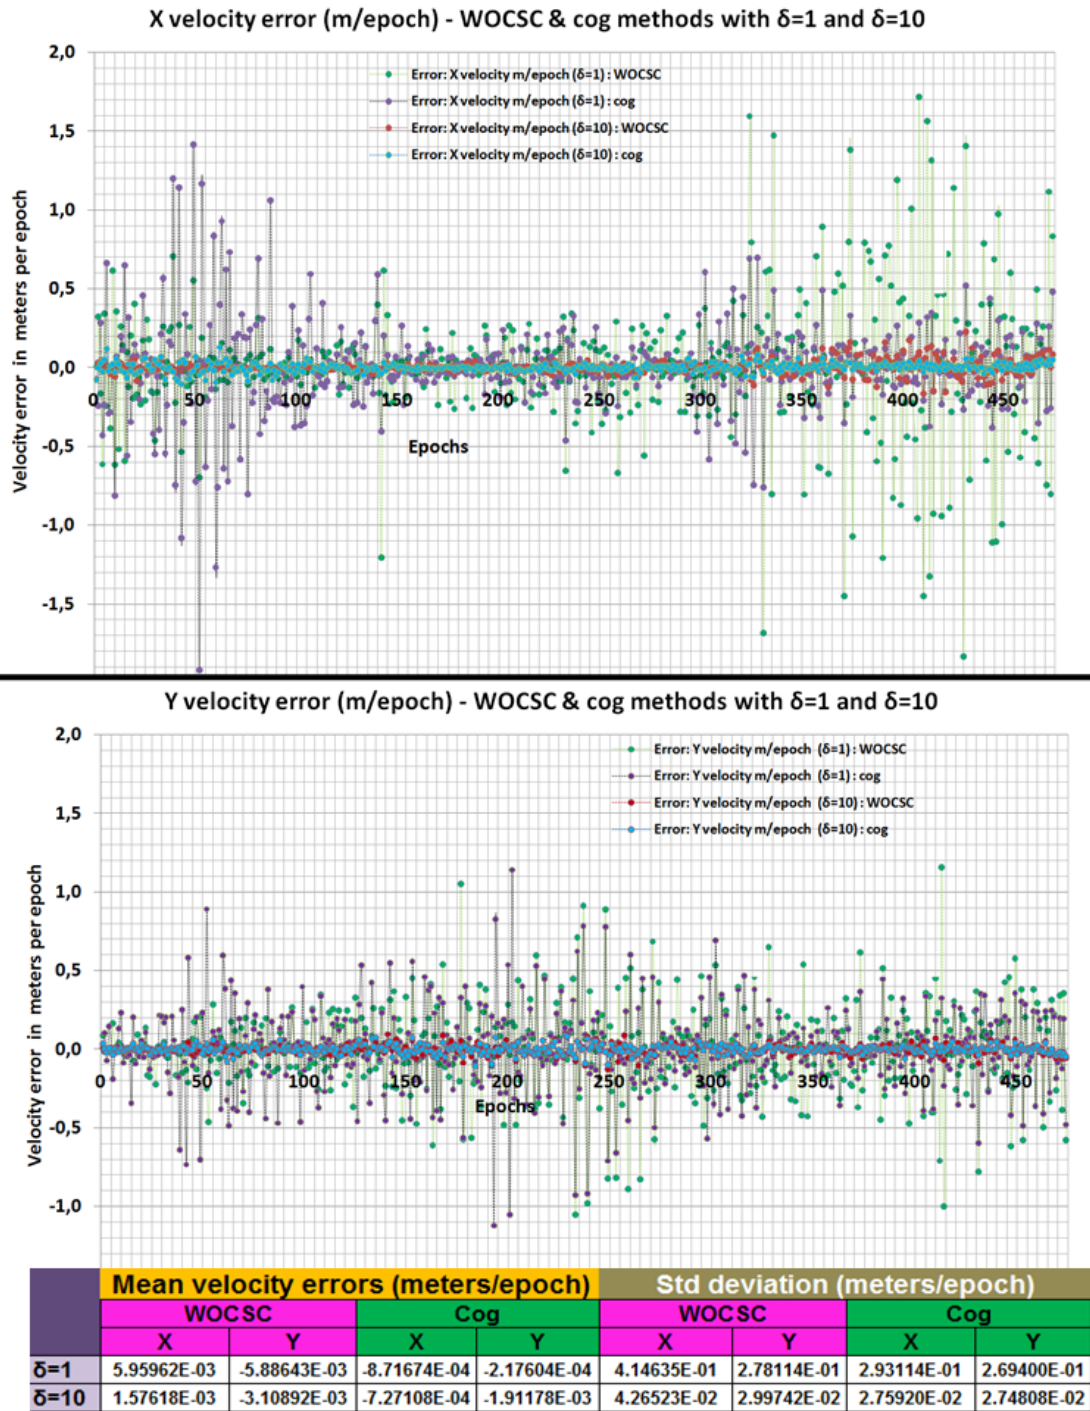 X velocity error (m/epoch) - WOCSC & cog methods with δ=1 and δ=10
2,0
1,5
1,0
0,5
0,0
-0,5
-1,0
-1,5
Velocity error in meters per epoch
Error: X velocity m/epoch (δ=1) : WOCSC
Error: X velocity m/epoch (δ=1) : cog
Error: X velocity m/epoch (δ=10) : WOCSC
Error: X velocity m/epoch (δ=10) : cog
0 50 100 150 200 250 300 350 400 450
Epochs
Y velocity error (m/epoch) - WOCSC & cog methods with δ=1 and δ=10
2,0
1,5
1,0
0,5
0,0
-0,5
-1,0
Velocity error in meters per epoch
Error: Y velocity m/epoch (δ=1) : WOCSC
Error: Y velocity m/epoch (δ=1) : cog
Error: Y velocity m/epoch (δ=10) : WOCSC
Error: Y velocity m/epoch (δ=10) : cog
0 50 100 150 200 250 300 350 400 450
Epochs
Mean velocity errors (meters/epoch) Std deviation (meters/epoch)
WOCSC Cog WOCSC Cog
X Y X Y X Y X Y
δ=1 5.95962E-03 -5.88643E-03 -8.71674E-04 -2.17604E-04 4.14635E-01 2.78114E-01 2.93114E-01 2.69400E-01
δ=10 1.57618E-03 -3.10892E-03 -7.27108E-04 -1.91178E-03 4.26523E-02 2.99742E-02 2.75920E-02 2.74808E-02